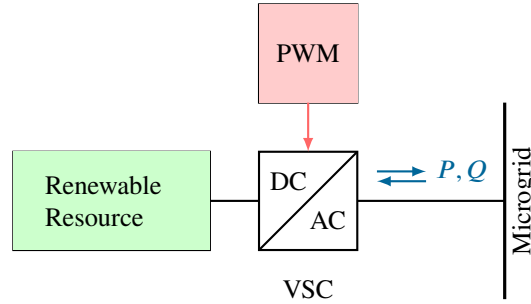 PWM
Renewable
Resource
DC
AC
P, Q
Microgrid
VSC